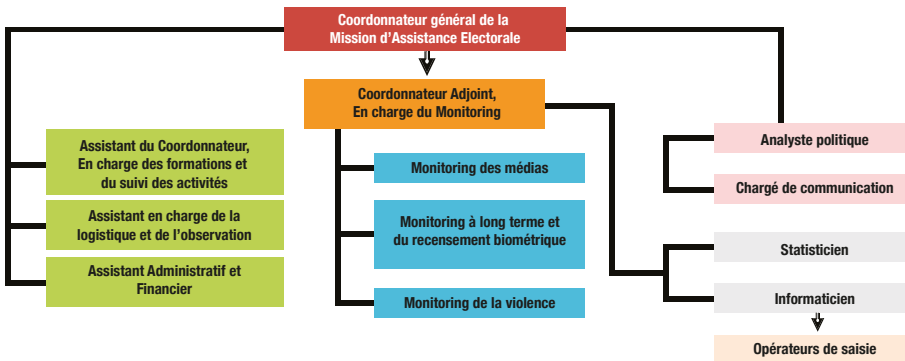 Coordonnateur général de la
Mission d'Assistance Electorale
Coordonnateur Adjoint,
En charge du Monitoring
Assistant du Coordonnateur,
En charge des formations et
du suivi des activités
Assistant en charge de la
logistique et de l'observation
Assistant Administratif et
Financier
Monitoring des médias
Monitoring à long terme et
du recensement biométrique
Monitoring de la violence
Analyste politique
Chargé de communication
Statisticien
Informaticien
Opérateurs de saisie